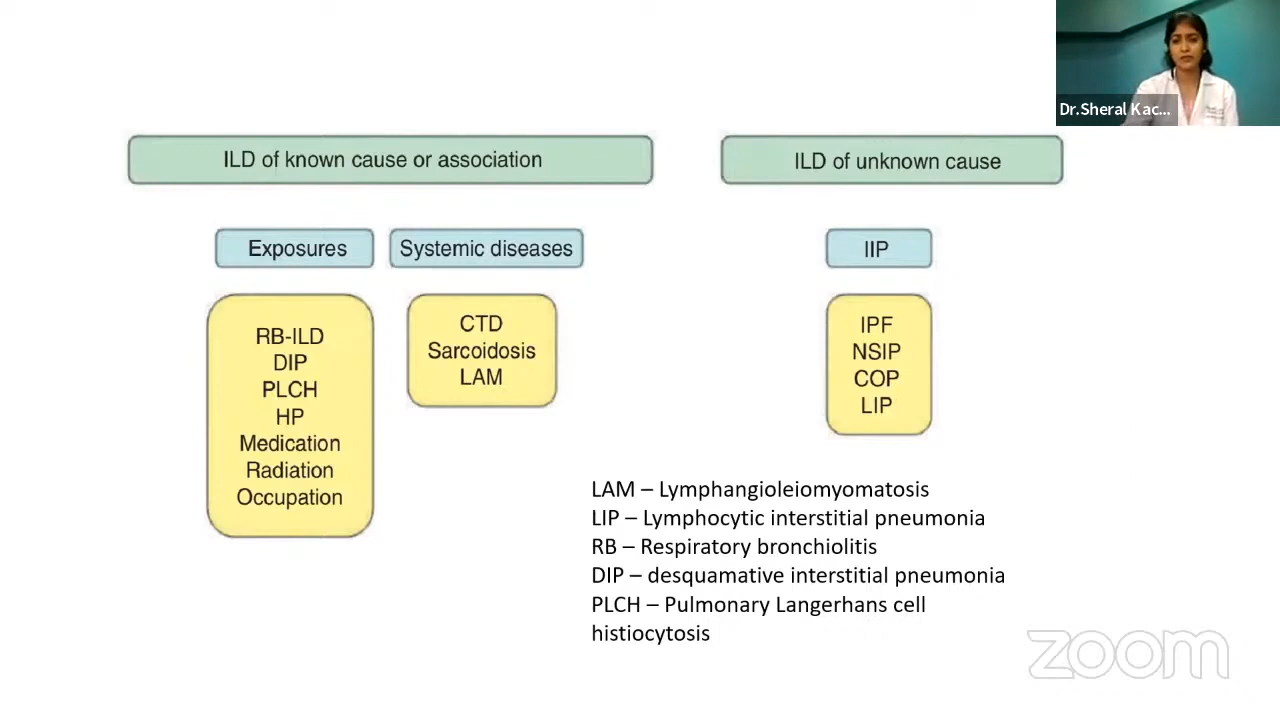 Dr.Sheral Kac...
ILD of known cause or association
ILD of unknown cause
Exposures
Systemic diseases
IIP
RB-ILD
DIP
PLCH
HP
Medication
Radiation
Occupation
CTD
Sarcoidosis
LAM
IPF
NSIP
COP
LIP
LAM – Lymphangioleiomyomatosis
LIP – Lymphocytic interstitial pneumonia
RB – Respiratory bronchiolitis
DIP – desquamative interstitial pneumonia
PLCH – Pulmonary Langerhans cell
histiocytosis
zoom